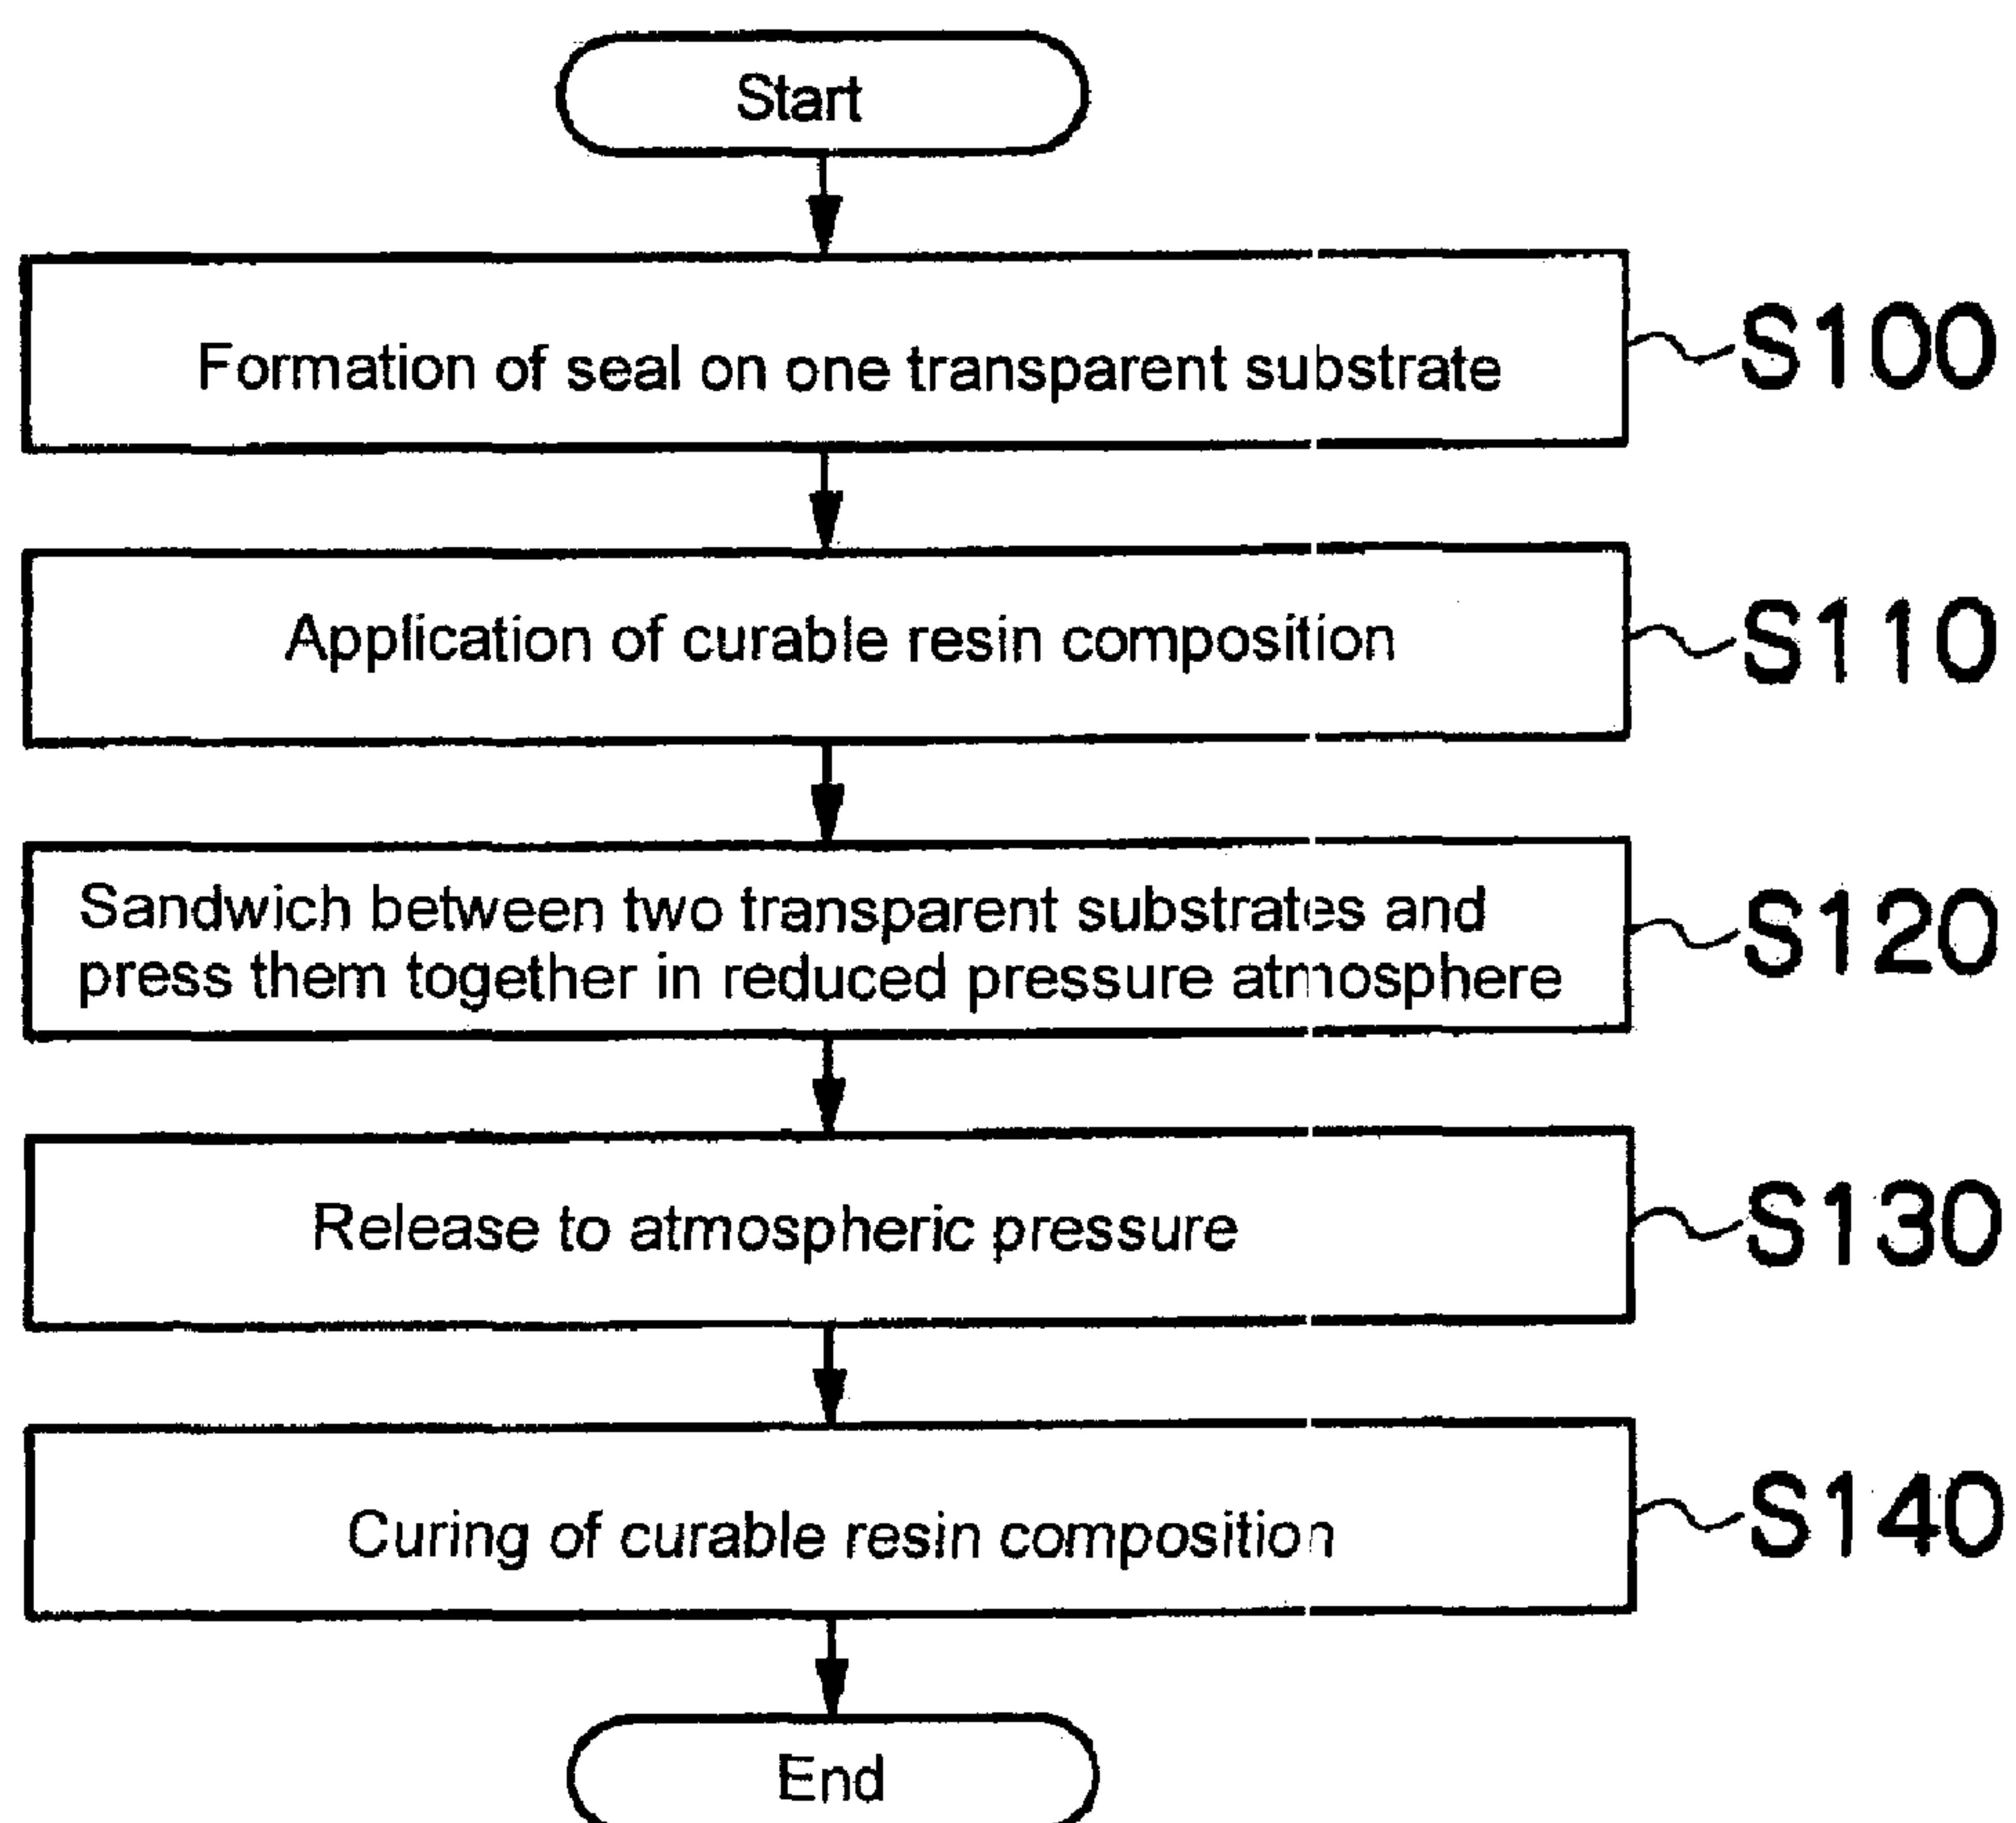 Start
Formation of seal on one transparent substrate
S100
Application of curable resin composition
S110
Sandwich between two transparent substrates and
press them together in reduced pressure atmosphere
S120
Release to atmospheric pressure
S130
Curing of curable resin composition
S140
End